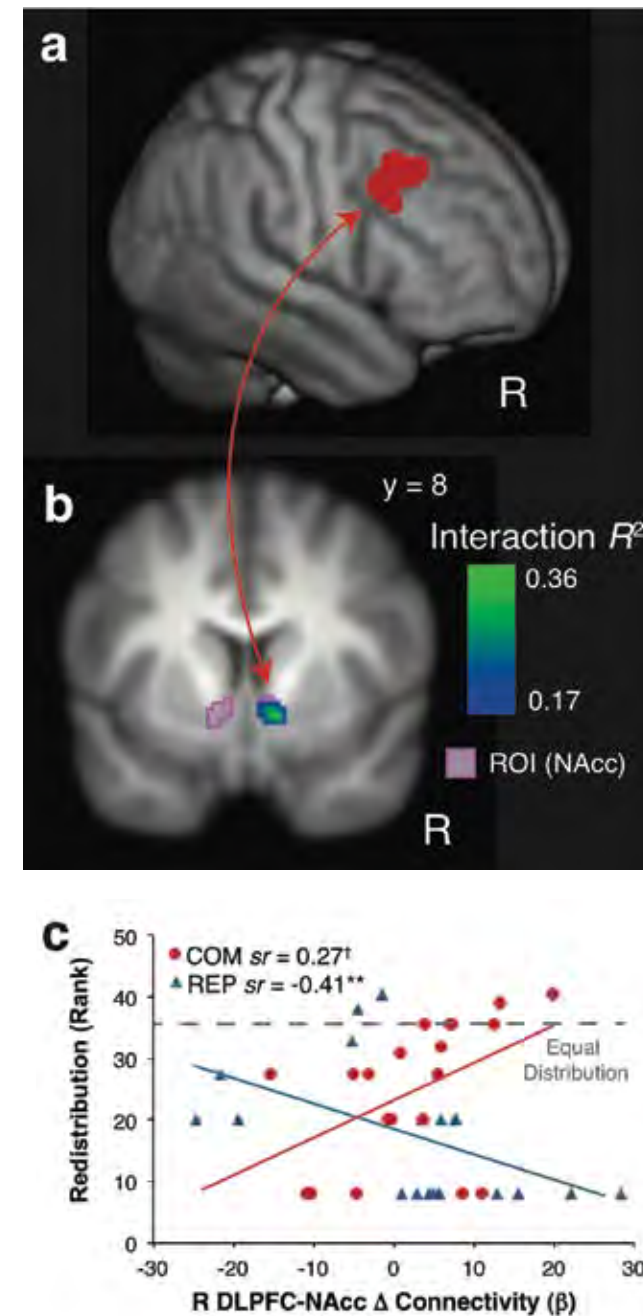 a
R
b
y = 8
Interaction R²
0.36
0.17
ROI (NAcc)
R
c
50
COM sr = 0.27†
REP sr = -0.41**
40
Equal
Distribution
30
20
10
0
Redistribution (Rank)
-30 -20 -10 0 10 20 30
R DLPFC-NAcc Δ Connectivity (β)